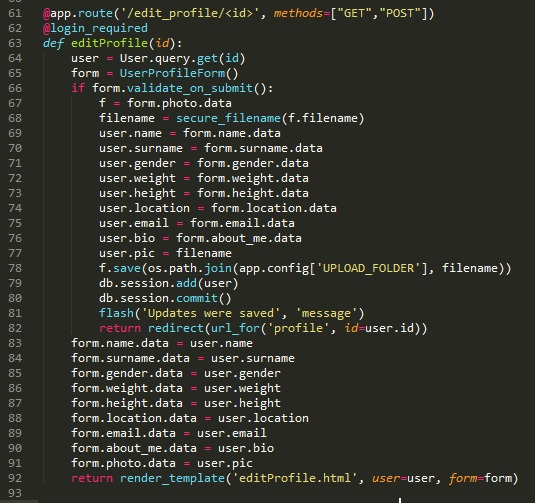 61 @app.route('/edit_profile/<id>', methods=["GET","POST"])
62 @login_required
63 def editProfile(id):
64     user = User.query.get(id)
65     form = UserProfileForm()
66     if form.validate_on_submit():
67         f = form.photo.data
68         filename = secure_filename(f.filename)
69         user.name = form.name.data
70         user.surname = form.surname.data
71         user.gender = form.gender.data
72         user.weight = form.weight.data
73         user.height = form.height.data
74         user.location = form.location.data
75         user.email = form.email.data
76         user.bio = form.about_me.data
77         user.pic = filename
78         f.save(os.path.join(app.config['UPLOAD_FOLDER'], filename))
79         db.session.add(user)
80         db.session.commit()
81         flash('Updates were saved', 'message')
82         return redirect(url_for('profile', id=user.id))
83     form.name.data = user.name
84     form.surname.data = user.surname
85     form.gender.data = user.gender
86     form.weight.data = user.weight
87     form.height.data = user.height
88     form.location.data = user.location
89     form.email.data = user.email
90     form.about_me.data = user.bio
91     form.photo.data = user.pic
92     return render_template('editProfile.html', user=user, form=form)
93